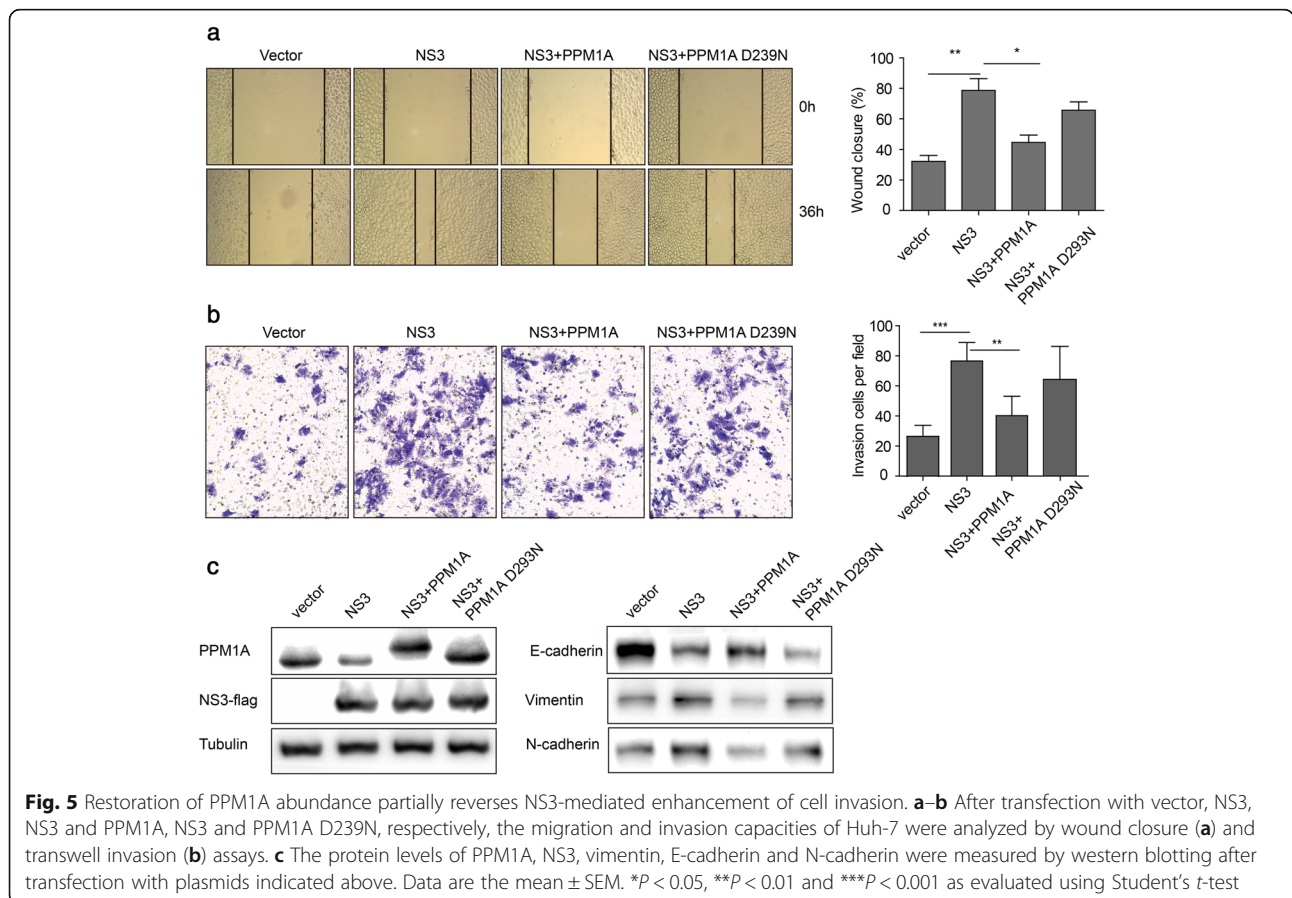 a
Vector NS3 NS3+PPM1A NS3+PPM1A D239N
0h
36h
Wound closure (%)
100
80
60
40
20
0
** *
vector NS3 NS3+PPM1A NS3+ PPM1A D293N
b
Vector NS3 NS3+PPM1A NS3+PPM1A D239N
Invasion cells per field
100
80
60
40
20
0
*** **
vector NS3 NS3+PPM1A NS3+ PPM1A D293N
c
vector NS3 NS3+PPM1A NS3+ PPM1A D293N
PPM1A
NS3-flag
Tubulin
vector NS3 NS3+PPM1A NS3+ PPM1A D293N
E-cadherin
Vimentin
N-cadherin
Fig. 5 Restoration of PPM1A abundance partially reverses NS3-mediated enhancement of cell invasion. a–b After transfection with vector, NS3,
NS3 and PPM1A, NS3 and PPM1A D239N, respectively, the migration and invasion capacities of Huh-7 were analyzed by wound closure (a) and
transwell invasion (b) assays. c The protein levels of PPM1A, NS3, vimentin, E-cadherin and N-cadherin were measured by western blotting after
transfection with plasmids indicated above. Data are the mean ± SEM. *P < 0.05, **P < 0.01 and ***P < 0.001 as evaluated using Student's t-test